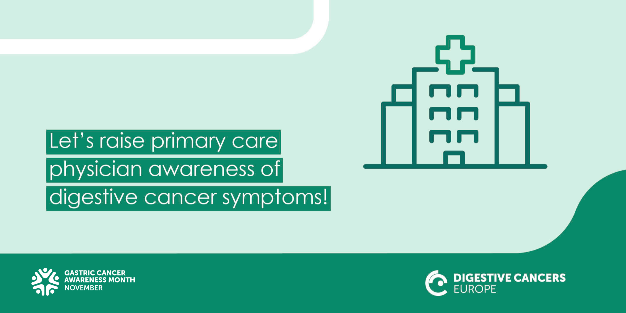 Let's raise primary care
physician awareness of
digestive cancer symptoms!
GASTRIC CANCER
AWARENESS MONTH
NOVEMBER
DIGESTIVE CANCERS
EUROPE